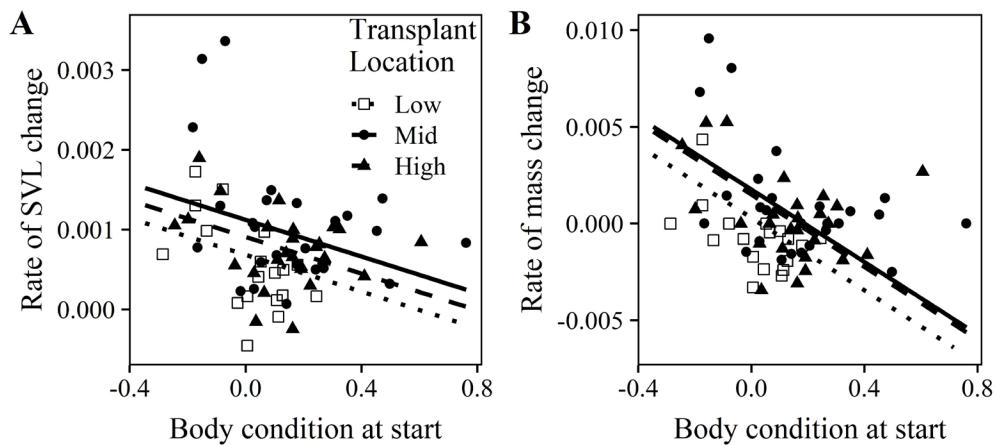 A
Transplant
Location
Low
Mid
High
Rate of SVL change
0.003
0.002
0.001
0.000
-0.4
0.0
0.4
0.8
Body condition at start
B
Rate of mass change
0.010
0.005
0.000
-0.005
-0.4
0.0
0.4
0.8
Body condition at start